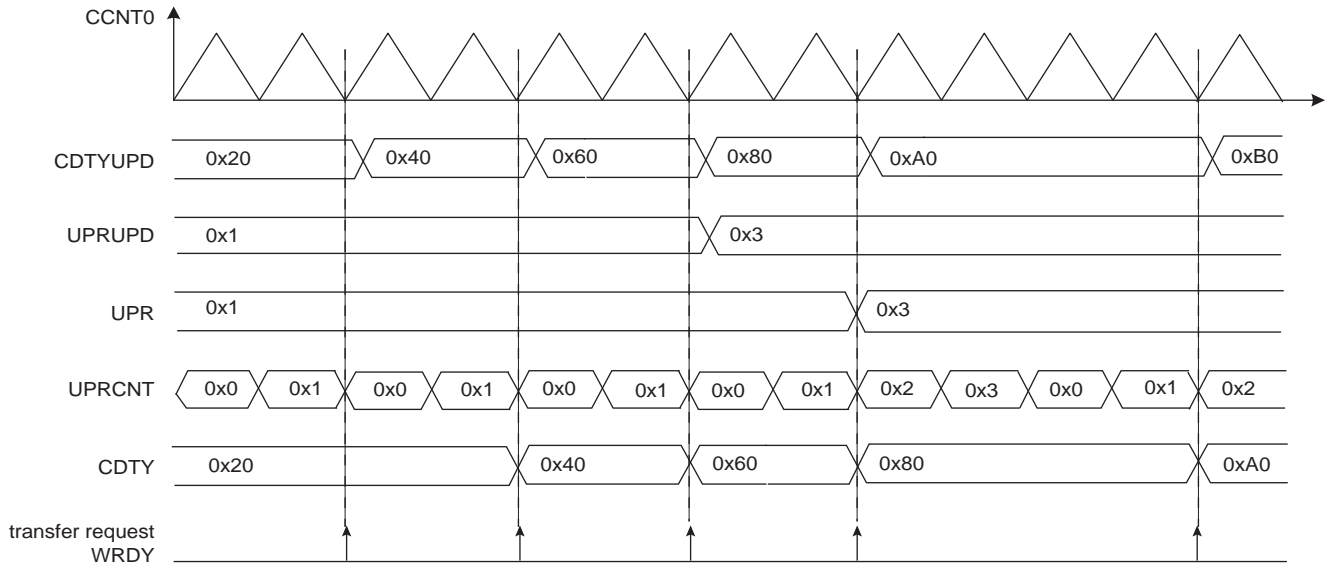 CCNT0
CDTYUPD 0x20 0x40 0x60 0x80 0xA0 0xB0
UPRUPD 0x1 0x3
UPR 0x1 0x3
UPRCNT 0x0 0x1 0x0 0x1 0x0 0x1 0x0 0x1 0x2 0x3 0x0 0x1 0x2
CDTY 0x20 0x40 0x60 0x80 0xA0
transfer request
WRDY